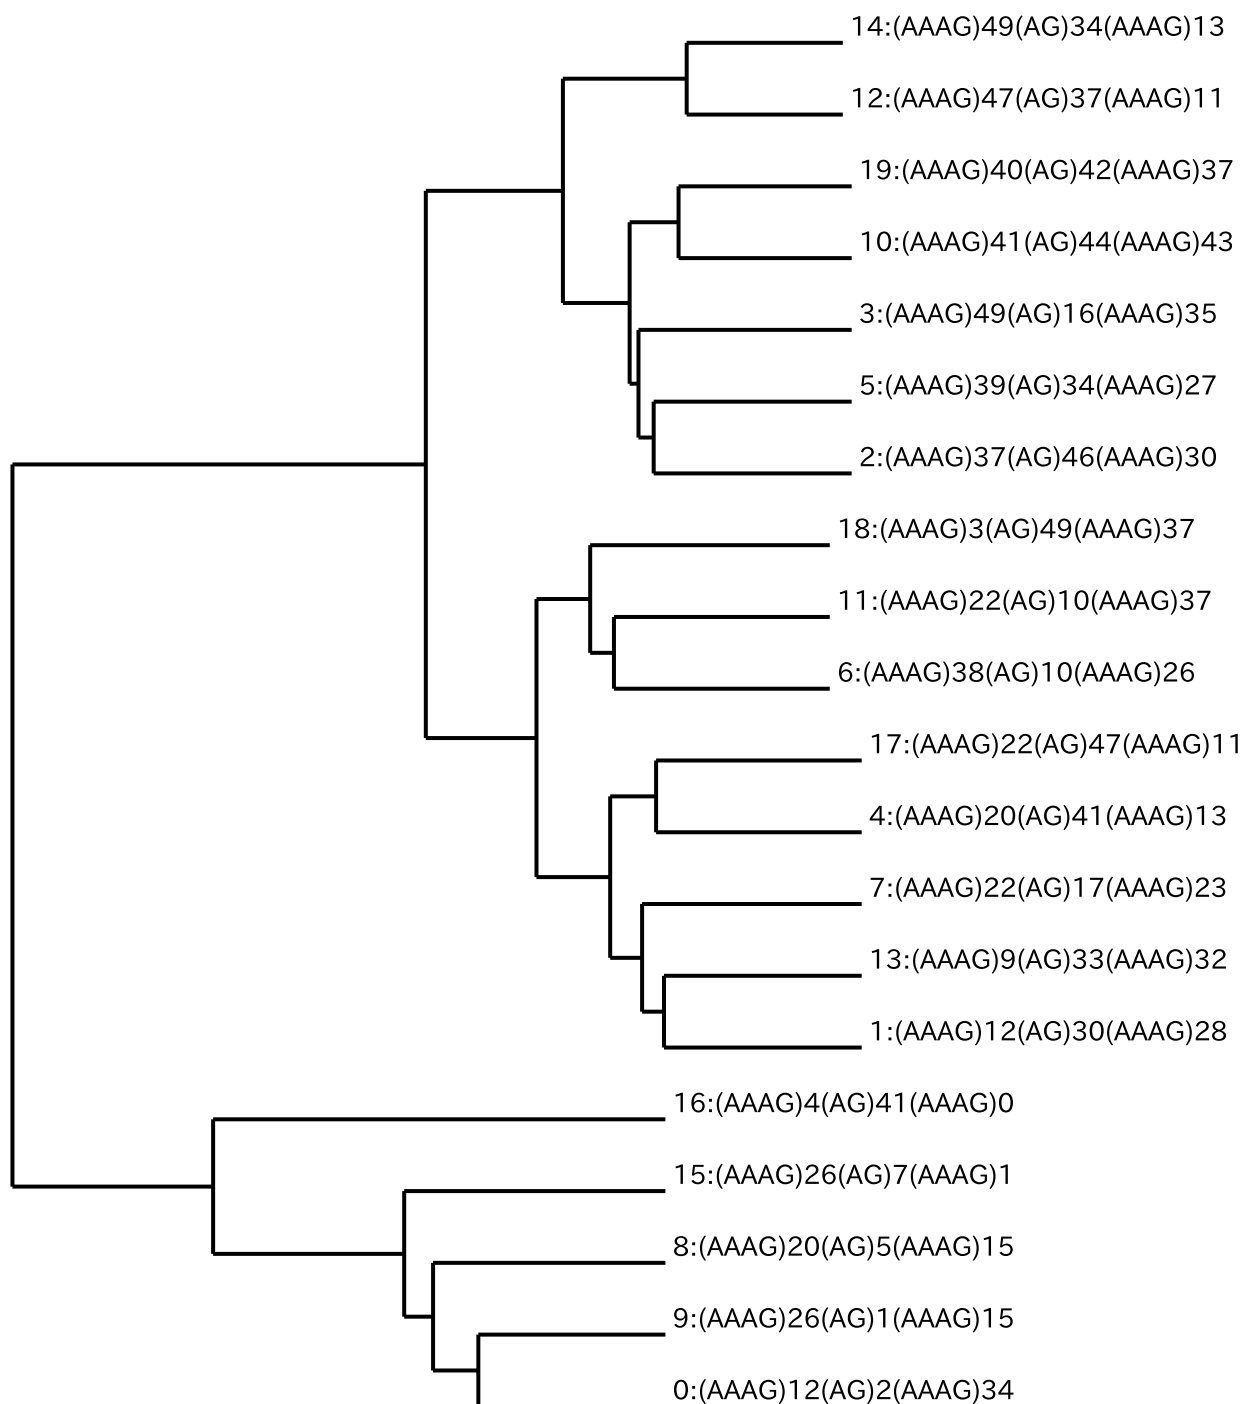 14:(AAAG)49(AG)34(AAAG)13
12:(AAAG)47(AG)37(AAAG)11
19:(AAAG)40(AG)42(AAAG)37
10:(AAAG)41(AG)44(AAAG)43
3:(AAAG)49(AG)16(AAAG)35
5:(AAAG)39(AG)34(AAAG)27
2:(AAAG)37(AG)46(AAAG)30
18:(AAAG)3(AG)49(AAAG)37
11:(AAAG)22(AG)10(AAAG)37
6:(AAAG)38(AG)10(AAAG)26
17:(AAAG)22(AG)47(AAAG)11
4:(AAAG)20(AG)41(AAAG)13
7:(AAAG)22(AG)17(AAAG)23
13:(AAAG)9(AG)33(AAAG)32
1:(AAAG)12(AG)30(AAAG)28
16:(AAAG)4(AG)41(AAAG)0
15:(AAAG)26(AG)7(AAAG)1
8:(AAAG)20(AG)5(AAAG)15
9:(AAAG)26(AG)1(AAAG)15
0:(AAAG)12(AG)2(AAAG)34